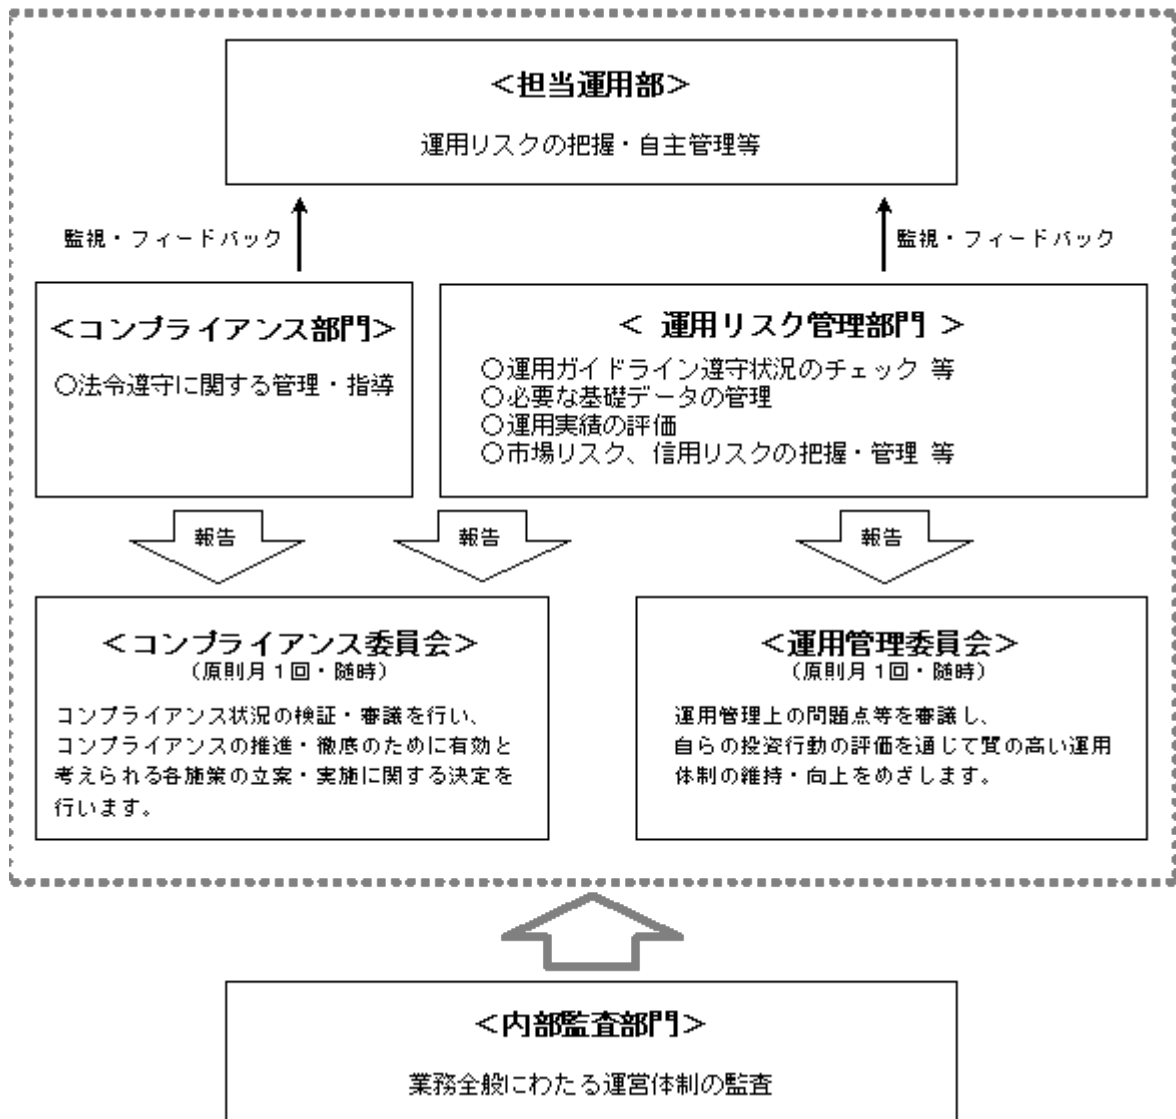 ＜担当運用部＞
運用リスクの把握・自主管理等
監視・フィードバック
監視・フィードバック
＜コンプライアンス部門＞
○法令遵守に関する管理・指導
＜ 運用リスク管理部門 ＞
○運用ガイドライン遵守状況のチェック 等
○必要な基礎データの管理
○運用実績の評価
○市場リスク、信用リスクの把握・管理 等
報告
報告
報告
＜コンプライアンス委員会＞
（原則月１回・随時）
コンプライアンス状況の検証・審議を行い、
コンプライアンスの推進・徹底のために有効と
考えられる各施策の立案・実施に関する決定を
行います。
＜運用管理委員会＞
（原則月１回・随時）
運用管理上の問題点等を審議し、
自らの投資行動の評価を通じて質の高い運用
体制の維持・向上をめざします。
＜内部監査部門＞
業務全般にわたる運営体制の監査